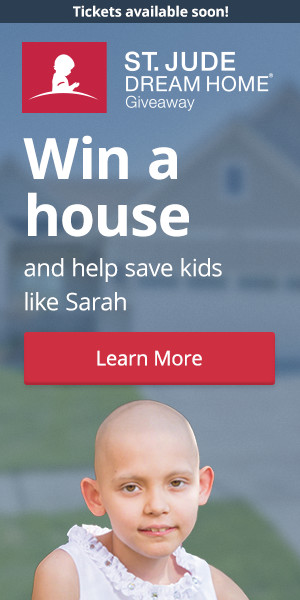 Tickets available soon!
ST. JUDE
DREAM HOME®
Giveaway
Win a
house
and help save kids
like Sarah
Learn More